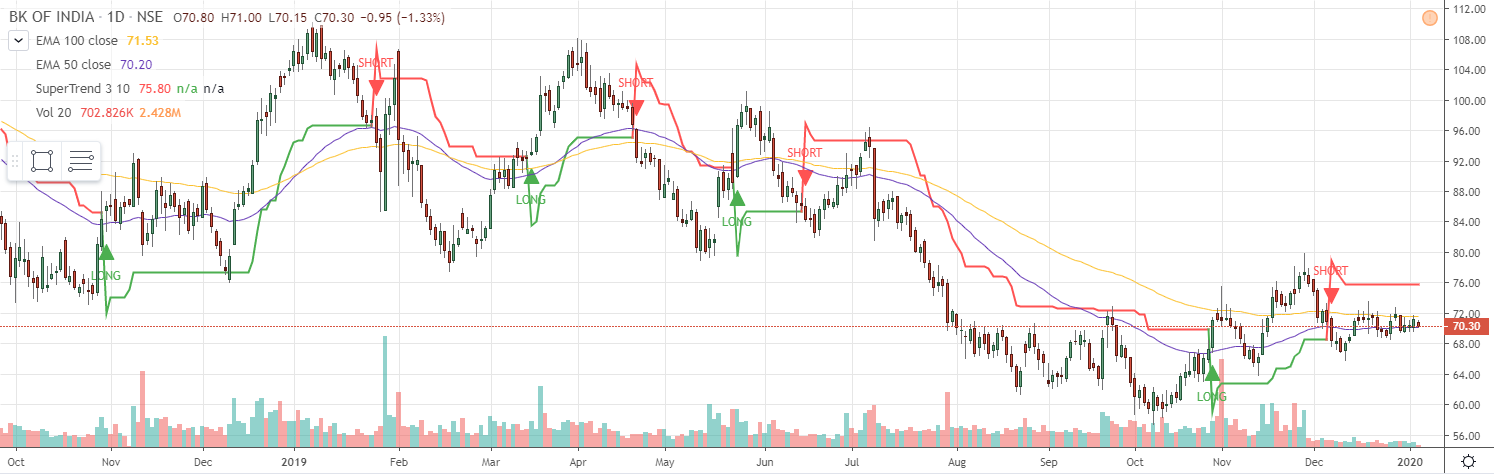 BK OF INDIA · 1D · NSE O70.80 H71.00 L70.15 C70.30 −0.95 (−1.33%)
EMA 100 close 71.53
EMA 50 close 70.20
SuperTrend 3 10 75.80 n/a n/a
Vol 20 702.826K 2.428M
SHORT
SHORT
SHORT
SHORT
LONG
LONG
LONG
LONG
112.00
108.00
104.00
100.00
96.00
92.00
88.00
84.00
80.00
76.00
72.00
70.30
68.00
64.00
60.00
56.00
Oct Nov Dec 2019 Feb Mar Apr May Jun Jul Aug Sep Oct Nov Dec 2020